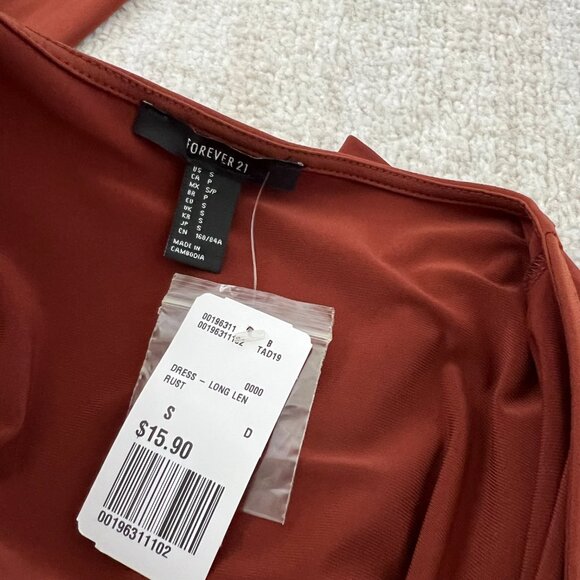 FOREVER 21
US S
CA P
MX S/P
BR P
EU S
UK S
KR S
JP S
CN 160/84A
MADE IN
CAMBODIA
00196311 B
00196311102 TAD19
DRESS - LONG LEN 0000
RUST
S D
$15.90
00196311102